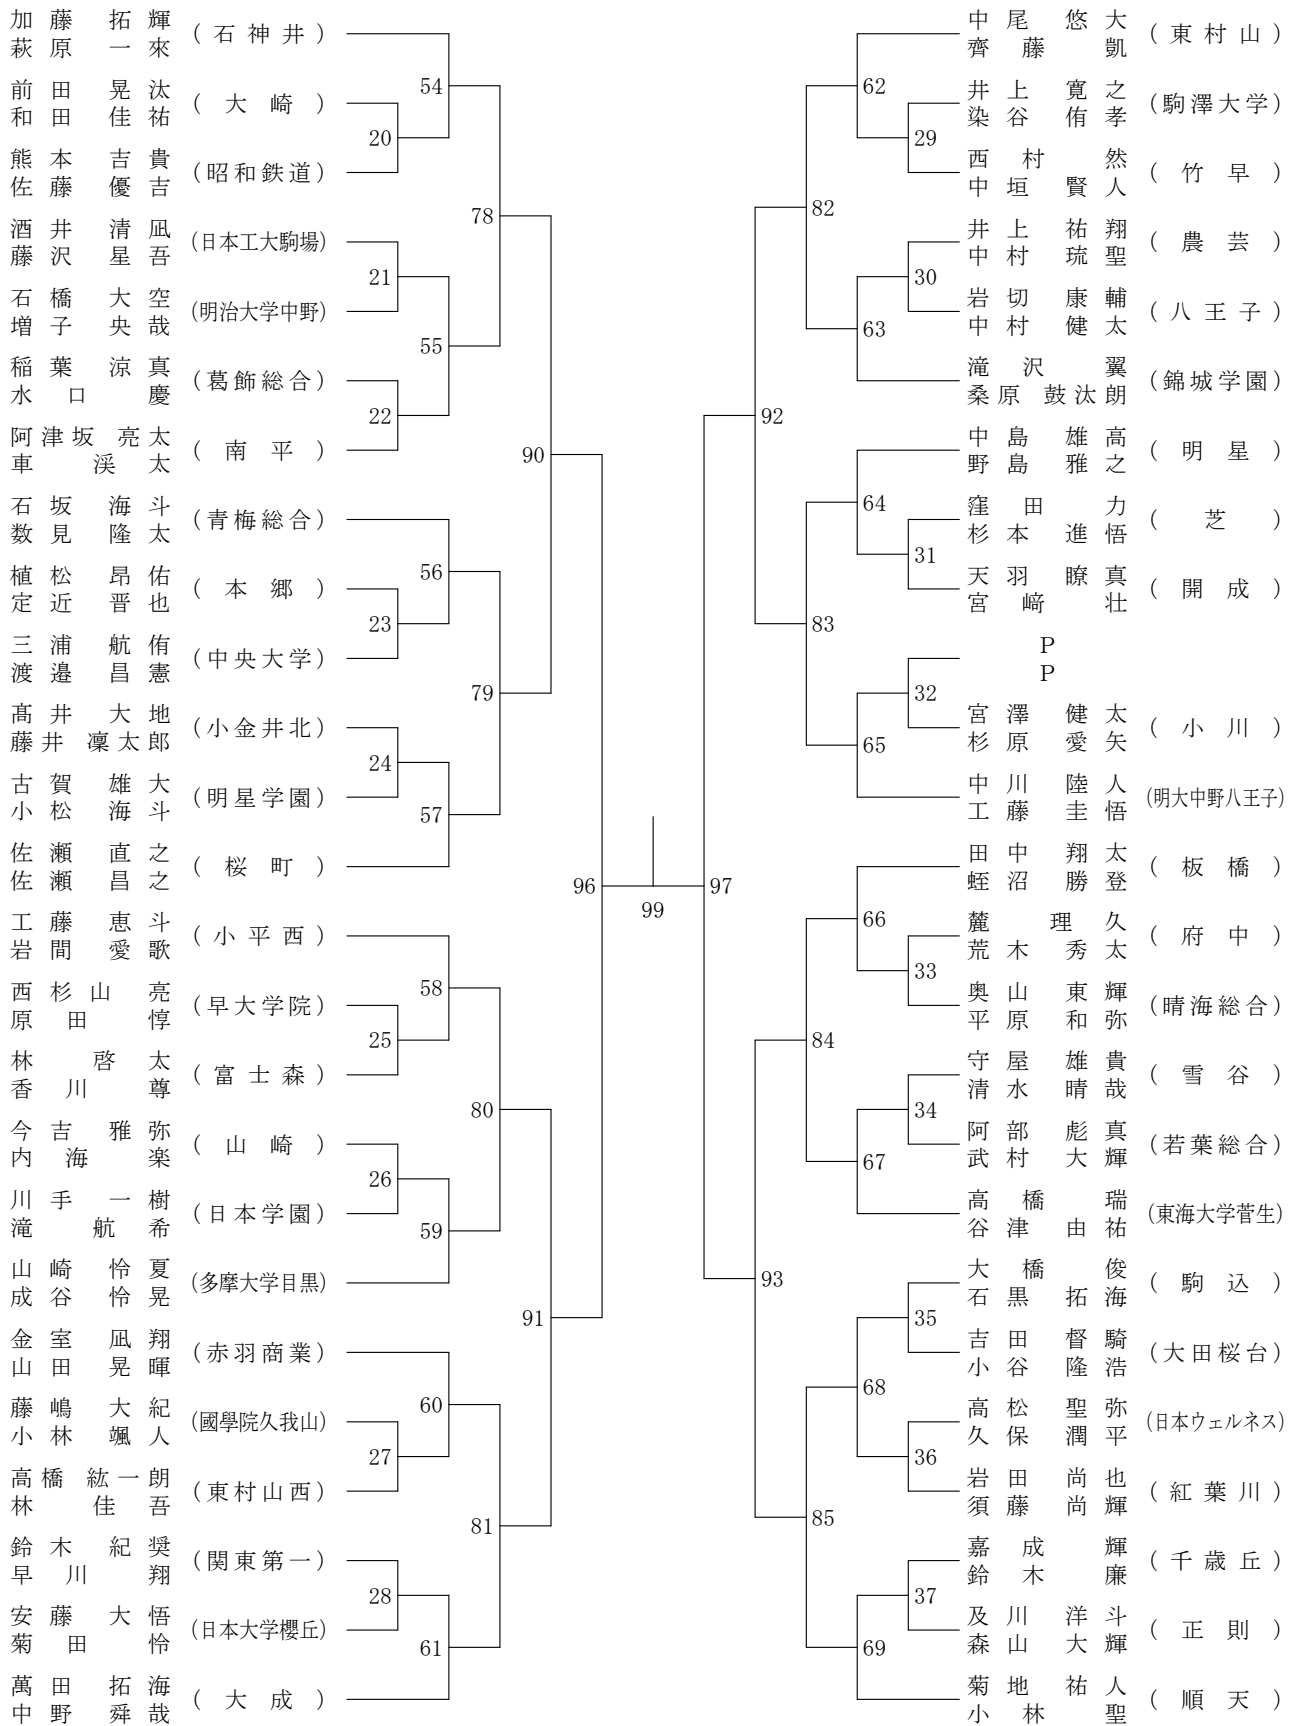 加藤拓輝
萩原一來
(石神井)
前田晃汰
和田佳祐
(大崎)
熊本吉貴
佐藤優吉
(昭和鉄道)
酒井清凪
藤沢星吾
(日本工大駒場)
石橋大空
増子央哉
(明治大学中野)
稲葉涼真
水口慶
(葛飾総合)
阿津坂亮太
車渓太
(南平)
石坂海斗
数見隆太
(青梅総合)
植松昂佑
定近晋也
(本郷)
三浦航侑
渡邉昌憲
(中央大学)
髙井大地
藤井凜太郎
(小金井北)
古賀雄大
小松海斗
(明星学園)
佐瀬直之
佐瀬昌之
(桜町)
工藤恵斗
岩間愛歌
(小平西)
西杉山亮
原田惇
(早大学院)
林啓太
香川尊
(富士森)
今吉雅弥
内海楽
(山崎)
川手一樹
滝航希
(日本学園)
山崎怜夏
成谷怜晃
(多摩大学目黒)
金室凪翔
山田晃暉
(赤羽商業)
藤嶋大紀
小林颯人
(國學院久我山)
高橋紘一朗
林佳吾
(東村山西)
鈴木紀奨
早川翔
(関東第一)
安藤大悟
菊田怜
(日本大学櫻丘)
萬田拓海
中野舜哉
(大成)
54
20
78
21
55
22
90
56
23
79
24
57
96
58
25
80
26
59
91
60
27
81
28
61
99
97
62
29
82
30
63
92
64
31
83
32
65
66
33
84
34
67
93
35
68
36
85
37
69
中尾悠大
齊藤凱
(東村山)
井上寛之
染谷侑孝
(駒澤大学)
西村然
中垣賢人
(竹早)
井上祐翔
中村琉聖
(農芸)
岩切康輔
中村健太
(八王子)
滝沢翼
桑原鼓汰朗
(錦城学園)
中島雄高
野島雅之
(明星)
窪田力
杉本進悟
(芝)
天羽瞭真
宮﨑壮
(開成)
P
P
宮澤健太
杉原愛矢
(小川)
中川陸人
工藤圭悟
(明大中野八王子)
田中翔太
蛭沼勝登
(板橋)
麓理久
荒木秀太
(府中)
奥山東輝
平原和弥
(晴海総合)
守屋雄貴
清水晴哉
(雪谷)
阿部彪真
武村大輝
(若葉総合)
高橋瑞
谷津由祐
(東海大学菅生)
大橋俊
石黒拓海
(駒込)
吉田督騎
小谷隆浩
(大田桜台)
高松聖弥
久保潤平
(日本ウェルネス)
岩田尚也
須藤尚輝
(紅葉川)
嘉成輝
鈴木廉
(千歳丘)
及川洋斗
森山大輝
(正則)
菊地祐人
小林聖
(順天)